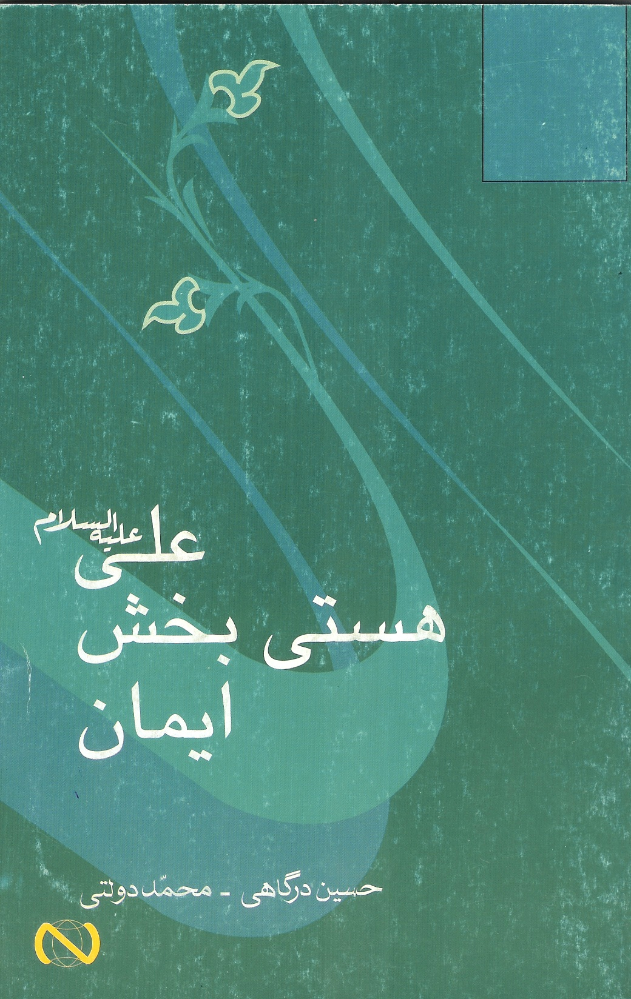 علی علیه‌السلام
هستی بخش
ایمان
حسین درگاهی - محمّد دولتی